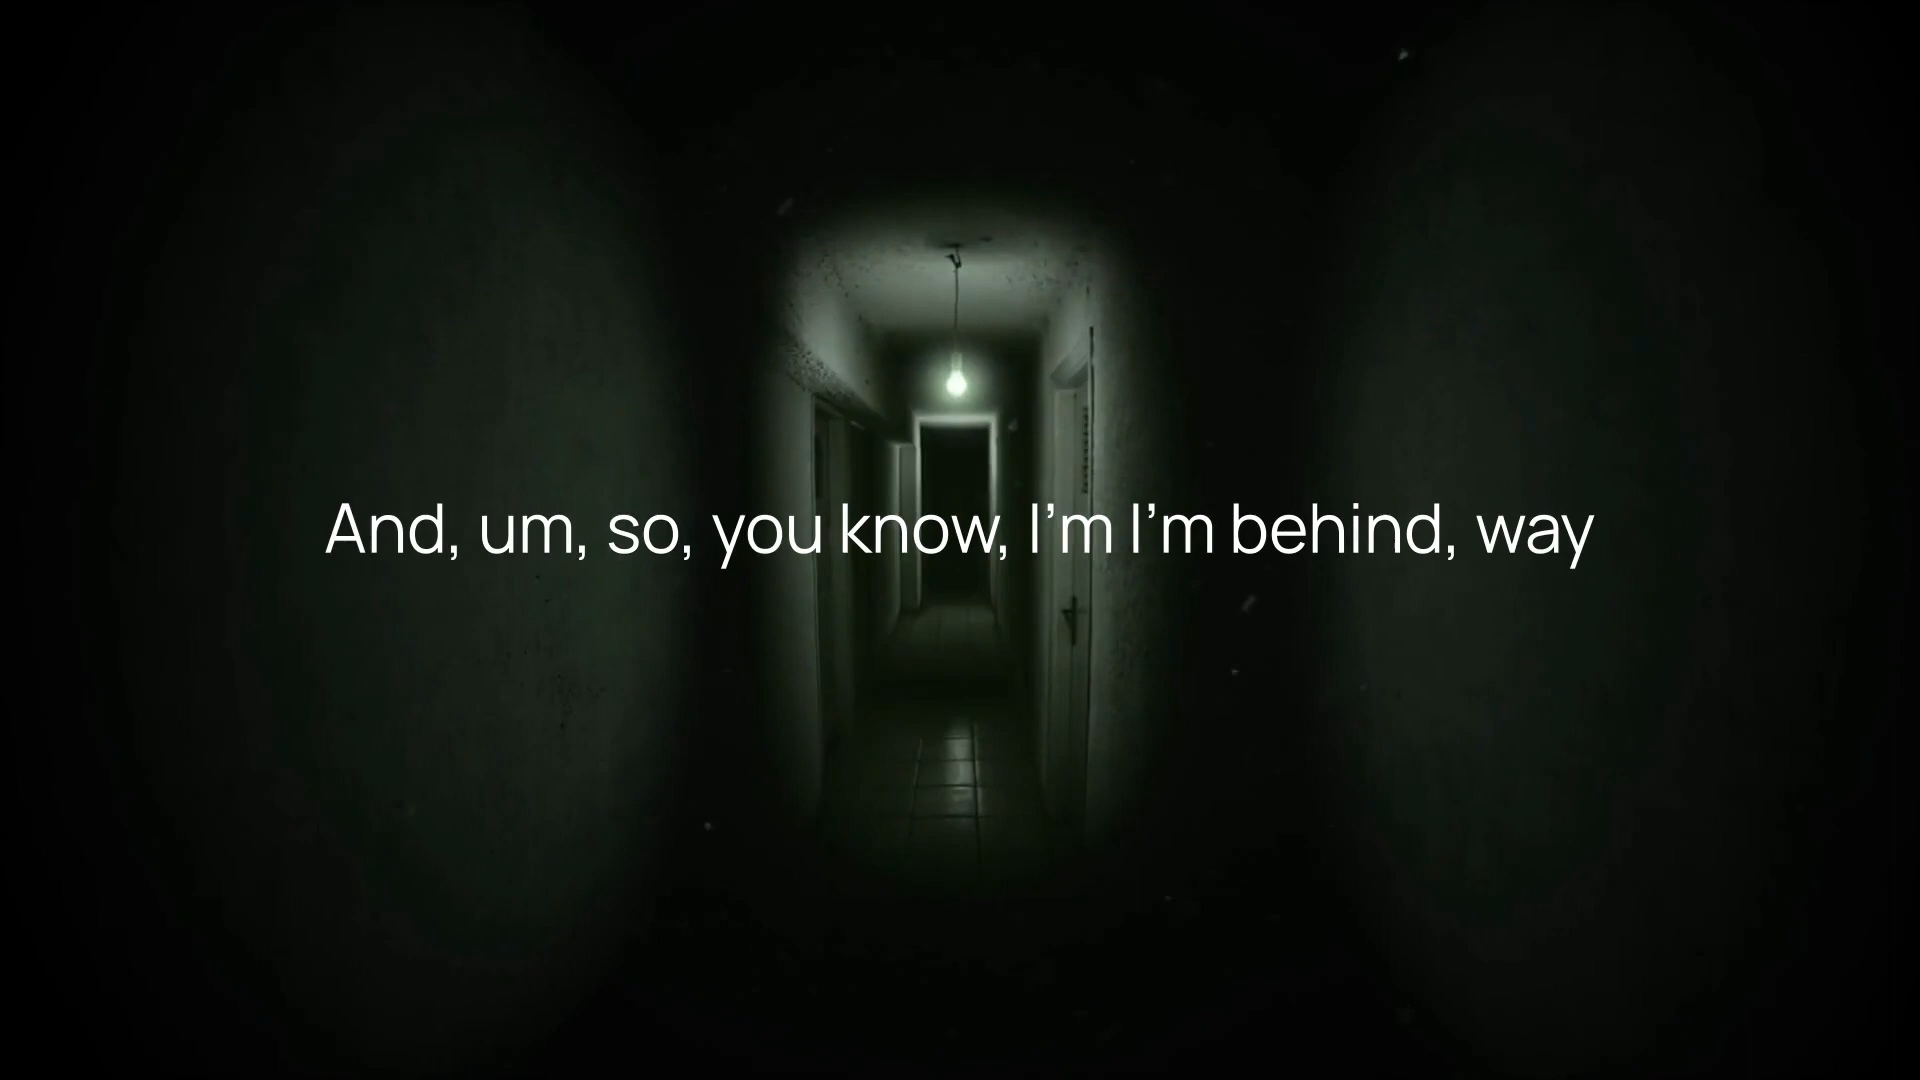 And, um, so, you know, I’m I’m behind, way